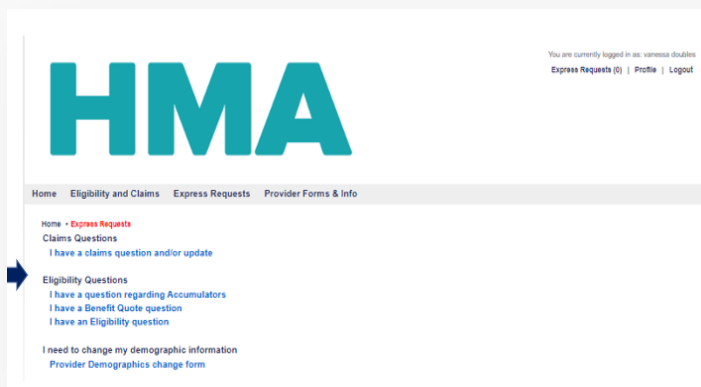 You are currently logged in as: vanessa doubles
Express Requests (0) | Profile | Logout
HMA
Home Eligibility and Claims Express Requests Provider Forms & Info
Home • Express Requests
Claims Questions
I have a claims question and/or update
Eligibility Questions
I have a question regarding Accumulators
I have a Benefit Quote question
I have an Eligibility question
I need to change my demographic information
Provider Demographics change form